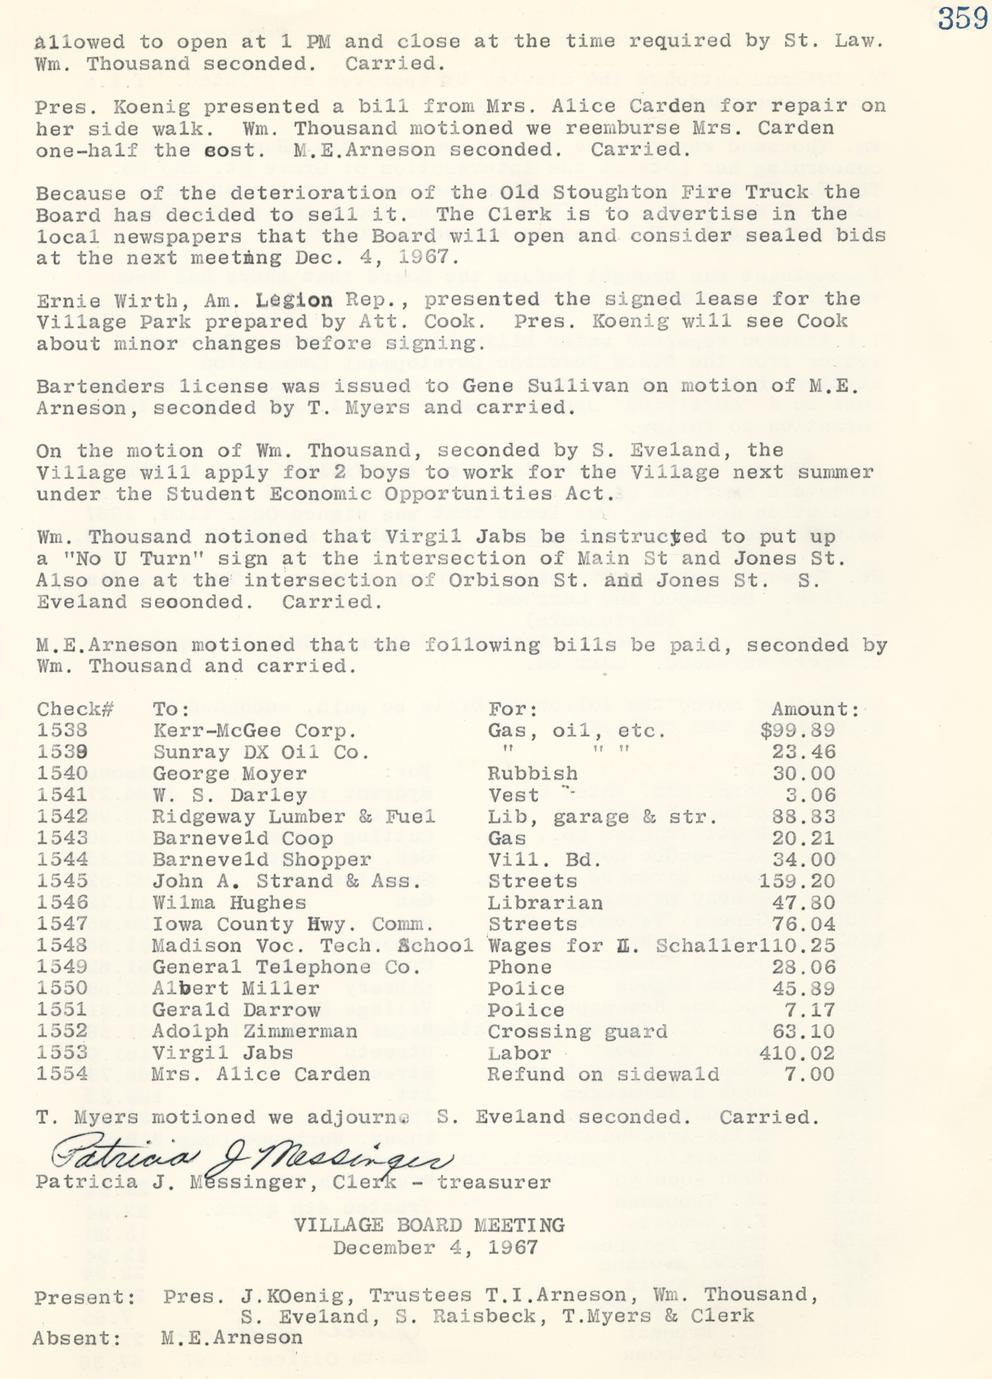 359
allowed to open at 1 PM and close at the time required by St. Law.
Wm. Thousand seconded.  Carried.
Pres. Koenig presented a bill from Mrs. Alice Carden for repair on
her side walk.  Wm. Thousand motioned we reemburse Mrs. Carden
one-half the cost.  M.E.Arneson seconded.  Carried.
Because of the deterioration of the Old Stoughton Fire Truck the
Board has decided to sell it.  The Clerk is to advertise in the
local newspapers that the Board will open and consider sealed bids
at the next meeting Dec. 4, 1967.
Ernie Wirth, Am. Legion Rep., presented the signed lease for the
Village Park prepared by Att. Cook.  Pres. Koenig will see Cook
about minor changes before signing.
Bartenders license was issued to Gene Sullivan on motion of M.E.
Arneson, seconded by T. Myers and carried.
On the motion of Wm. Thousand, seconded by S. Eveland, the
Village will apply for 2 boys to work for the Village next summer
under the Student Economic Opportunities Act.
Wm. Thousand notioned that Virgil Jabs be instructed to put up
a "No U Turn" sign at the intersection of Main St and Jones St.
Also one at the intersection of Orbison St. and Jones St.  S.
Eveland seoonded.  Carried.
M.E.Arneson motioned that the following bills be paid, seconded by
Wm. Thousand and carried.
Check# To: For: Amount:
1538 Kerr-McGee Corp. Gas, oil, etc. $99.89
1539 Sunray DX Oil Co. " " " 23.46
1540 George Moyer Rubbish 30.00
1541 W. S. Darley Vest 3.06
1542 Ridgeway Lumber & Fuel Lib, garage & str. 88.83
1543 Barneveld Coop Gas 20.21
1544 Barneveld Shopper Vill. Bd. 34.00
1545 John A. Strand & Ass. Streets 159.20
1546 Wilma Hughes Librarian 47.80
1547 Iowa County Hwy. Comm. Streets 76.04
1548 Madison Voc. Tech. School Wages for Schaller 110.25
1549 General Telephone Co. Phone 28.06
1550 Albert Miller Police 45.89
1551 Gerald Darrow Police 7.17
1552 Adolph Zimmerman Crossing guard 63.10
1553 Virgil Jabs Labor 410.02
1554 Mrs. Alice Carden Refund on sidewald 7.00
T. Myers motioned we adjourne  S. Eveland seconded.  Carried.
Patricia J Messinger
Patricia J. Messinger, Clerk - treasurer
VILLAGE BOARD MEETING
December 4, 1967
Present:  Pres. J.KOenig, Trustees T.I.Arneson, Wm. Thousand,
S. Eveland, S. Raisbeck, T.Myers & Clerk
Absent:  M.E.Arneson